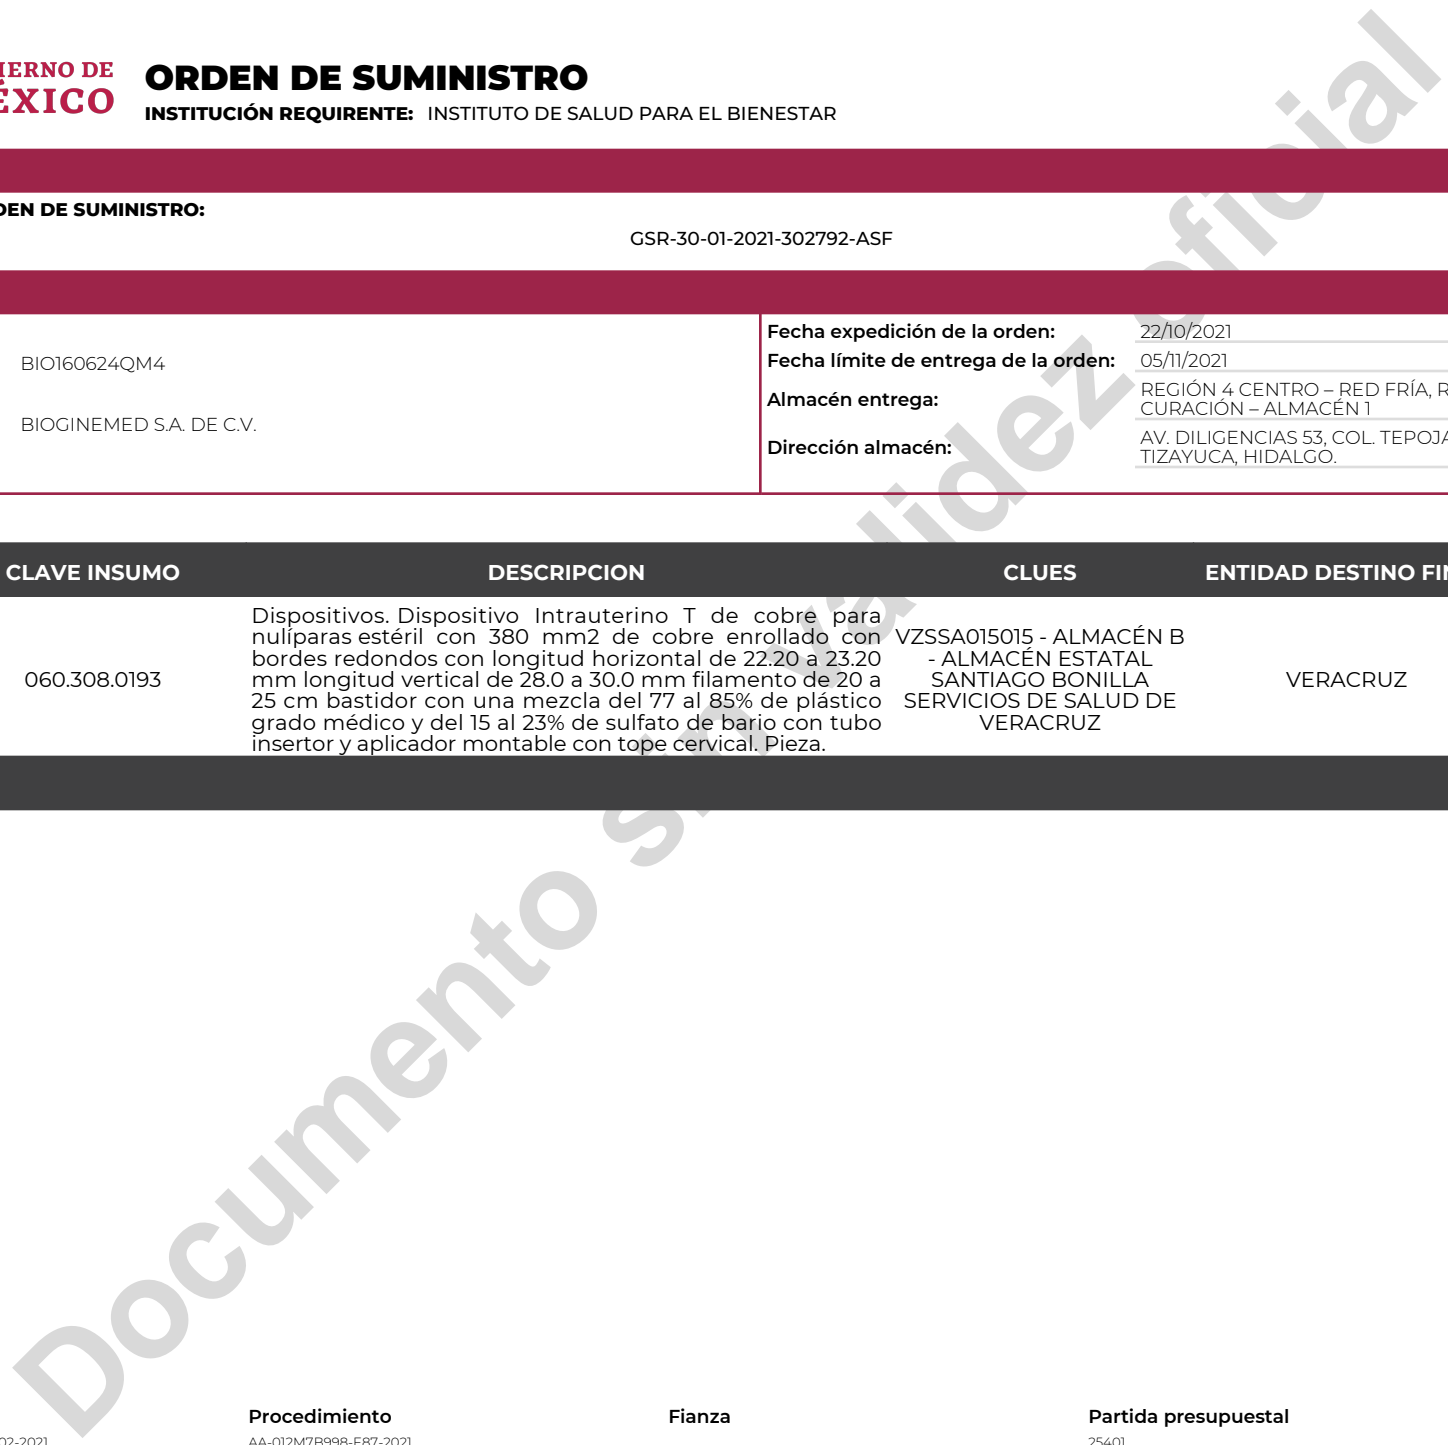 ORDEN DE SUMINISTRO
INSTITUCIÓN REQUIRENTE: INSTITUTO DE SALUD PARA EL BIENESTAR
DE SUMINISTRO:
GSR-30-01-2021-302792-ASF
BIO160624QM4
BIOGINEMED S.A. DE C.V.
Fecha expedición de la orden: 22/10/2021
Fecha límite de entrega de la orden: 05/11/2021
Almacén entrega: REGIÓN 4 CENTRO – RED FRÍA,
CURACIÓN – ALMACÉN 1
Dirección almacén: AV. DILIGENCIAS 53, COL.
TIZAYUCA, HIDALGO.
CLAVE INSUMO DESCRIPCION CLUES ENTIDAD DESTINO
060.308.0193
Dispositivos. Dispositivo Intrauterino T de cobre para
nulíparas estéril con 380 mm2 de cobre enrollado con
bordes redondos con longitud horizontal de 22.20 a 23.20
mm longitud vertical de 28.0 a 30.0 mm filamento de 20 a
25 cm bastidor con una mezcla del 77 al 85% de plástico
grado médico y del 15 al 23% de sulfato de bario con tubo
insertor y aplicador montable con tope cervical. Pieza.
VZSSA015015 - ALMACÉN B
- ALMACÉN ESTATAL
SANTIAGO BONILLA
SERVICIOS DE SALUD DE
VERACRUZ
VERACRUZ
Documento sin validez oficial
Procedimiento Fianza Partida presupuestal
AA-012M7B998-E87-2021 25401